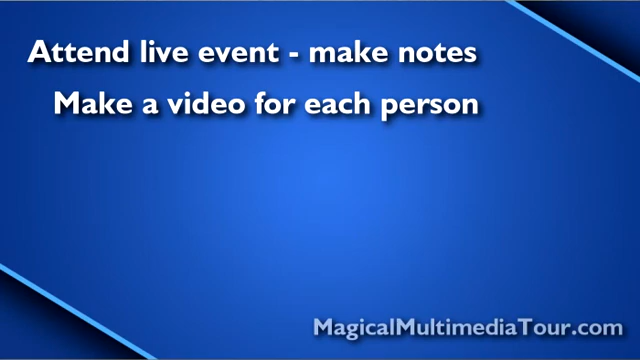 Attend live event - make notes
Make a video for each person
MagicalMultimediaTour.com